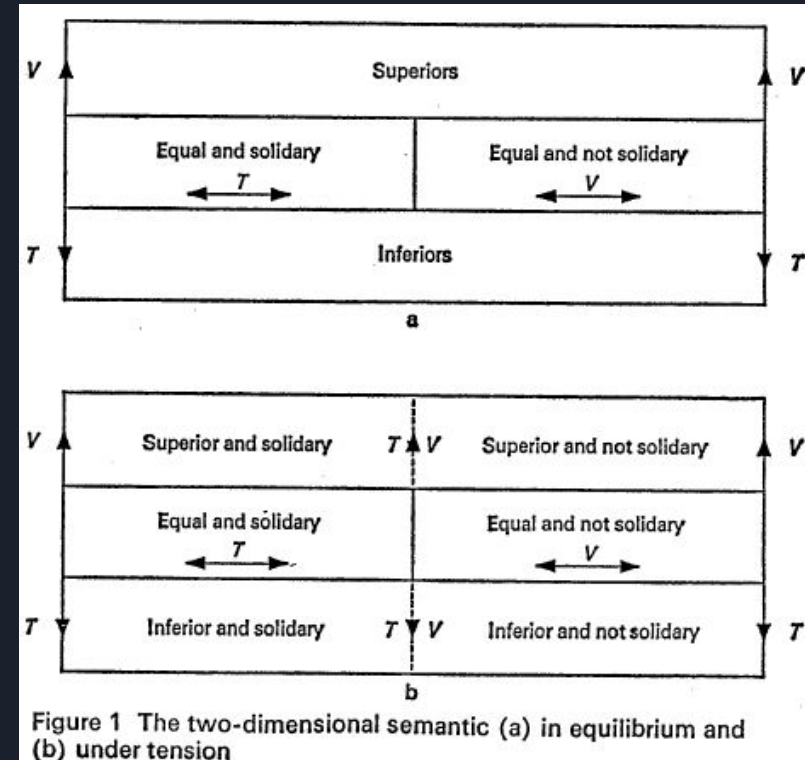 V Superiors V
Equal and solidary Equal and not solidary
T V
T Inferiors T
a
V Superior and solidary T V Superior and not solidary V
Equal and solidary Equal and not solidary
T V
T Inferior and solidary T V Inferior and not solidary T
b
Figure 1 The two-dimensional semantic (a) in equilibrium and
(b) under tension